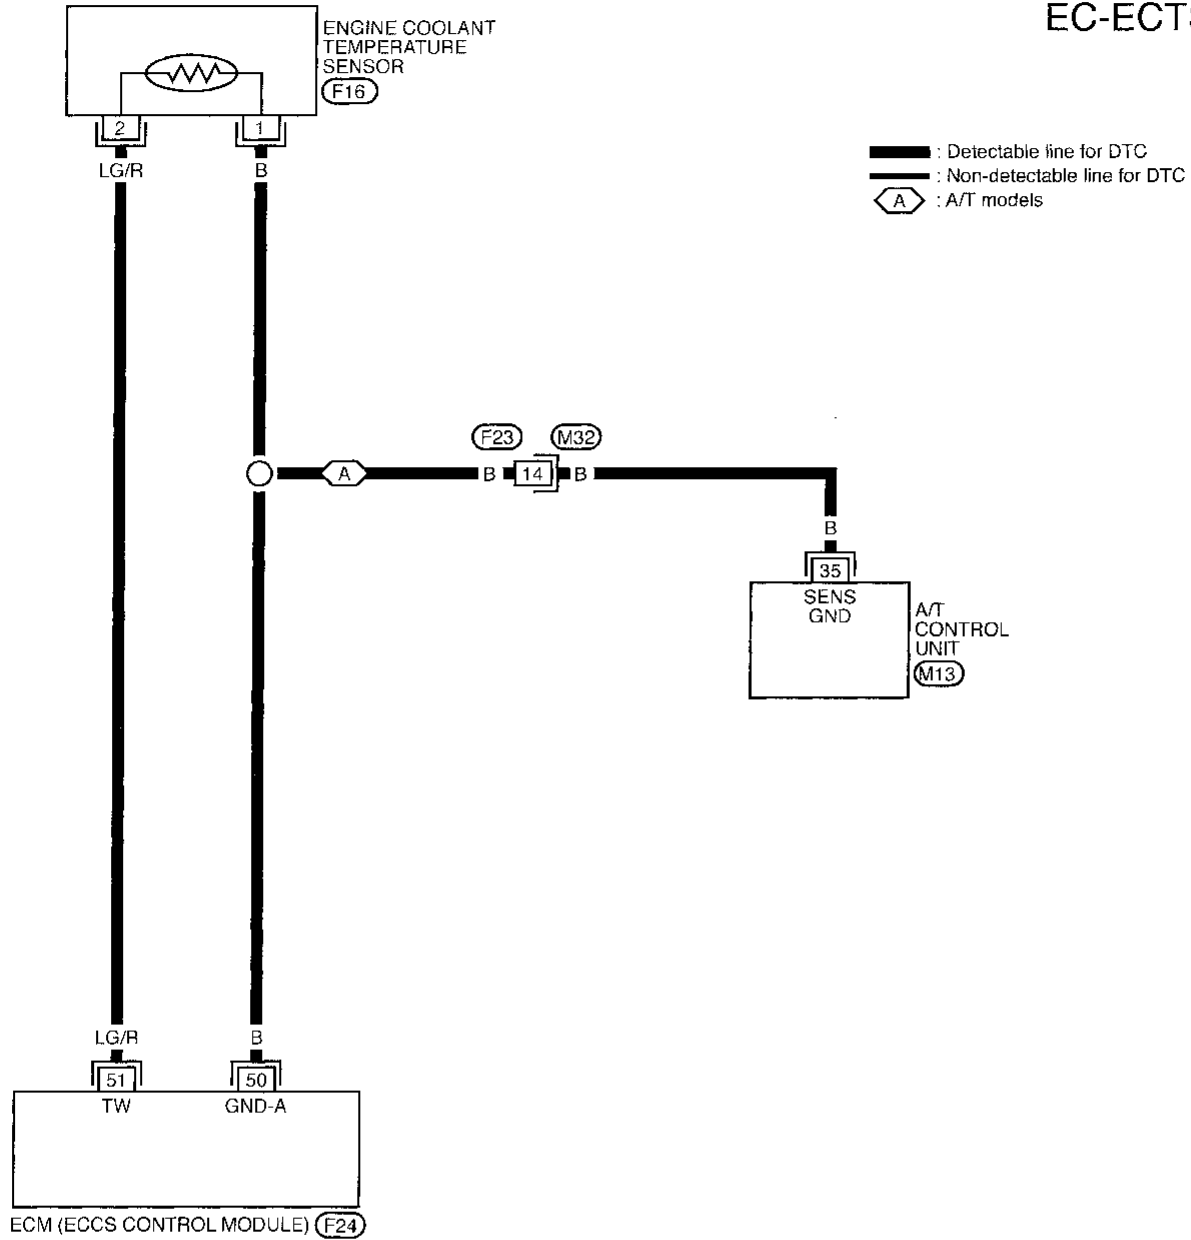 EC-ECTS
ENGINE COOLANT
TEMPERATURE
SENSOR
F16
2
1
LG/R
B
: Detectable line for DTC
: Non-detectable line for DTC
A : A/T models
F23
M32
A
B
14
B
B
35
SENS
GND
A/T
CONTROL
UNIT
M13
LG/R
B
51
50
TW
GND-A
ECM (ECCS CONTROL MODULE) F24